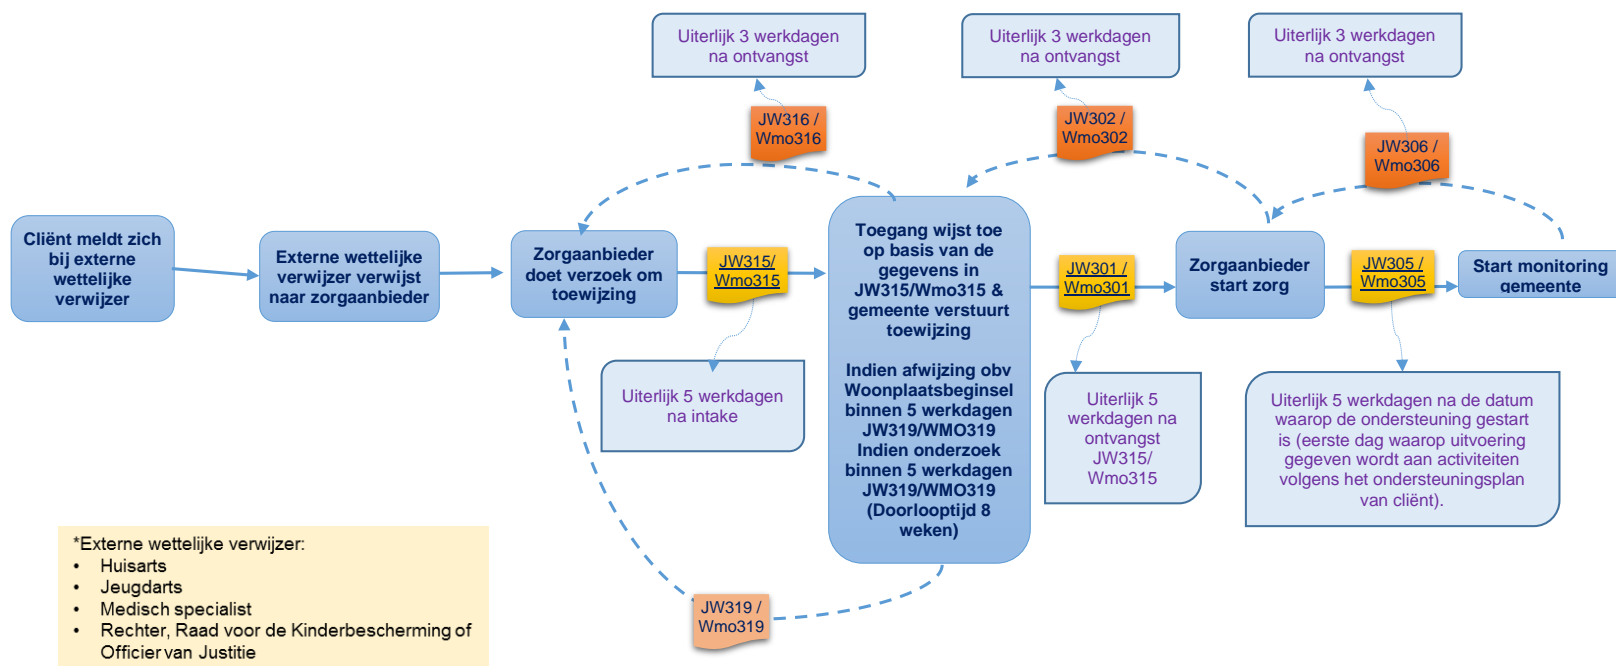 Uiterlijk 3 werkdagen
na ontvangst
Uiterlijk 3 werkdagen
na ontvangst
Uiterlijk 3 werkdagen
na ontvangst
JW316 /
Wmo316
JW302 /
Wmo302
JW306 /
Wmo306
Cliënt meldt zich
bij externe
wettelijke
verwijzer
Externe wettelijke
verwijzer verwijst
naar zorgaanbieder
Zorgaanbieder
doet verzoek om
toewijzing
JW315/
Wmo315
Toegang wijst toe
op basis van de
gegevens in
JW315/Wmo315 &
gemeente verstuurt
toewijzing
Indien afwijzing obv
Woonplaatsbeginsel
binnen 5 werkdagen
JW319/WMO319
Indien onderzoek
binnen 5 werkdagen
JW319/WMO319
(Doorlooptijd 8
weken)
JW301 /
Wmo301
Zorgaanbieder
start zorg
JW305 /
Wmo305
Start monitoring
gemeente
Uiterlijk 5 werkdagen
na intake
Uiterlijk 5
werkdagen na
ontvangst
JW315/
Wmo315
Uiterlijk 5 werkdagen na de datum
waarop de ondersteuning gestart
is (eerste dag waarop uitvoering
gegeven wordt aan activiteiten
volgens het ondersteuningsplan
van cliënt).
JW319 /
Wmo319
*Externe wettelijke verwijzer:
• Huisarts
• Jeugdarts
• Medisch specialist
• Rechter, Raad voor de Kinderbescherming of
Officier van Justitie